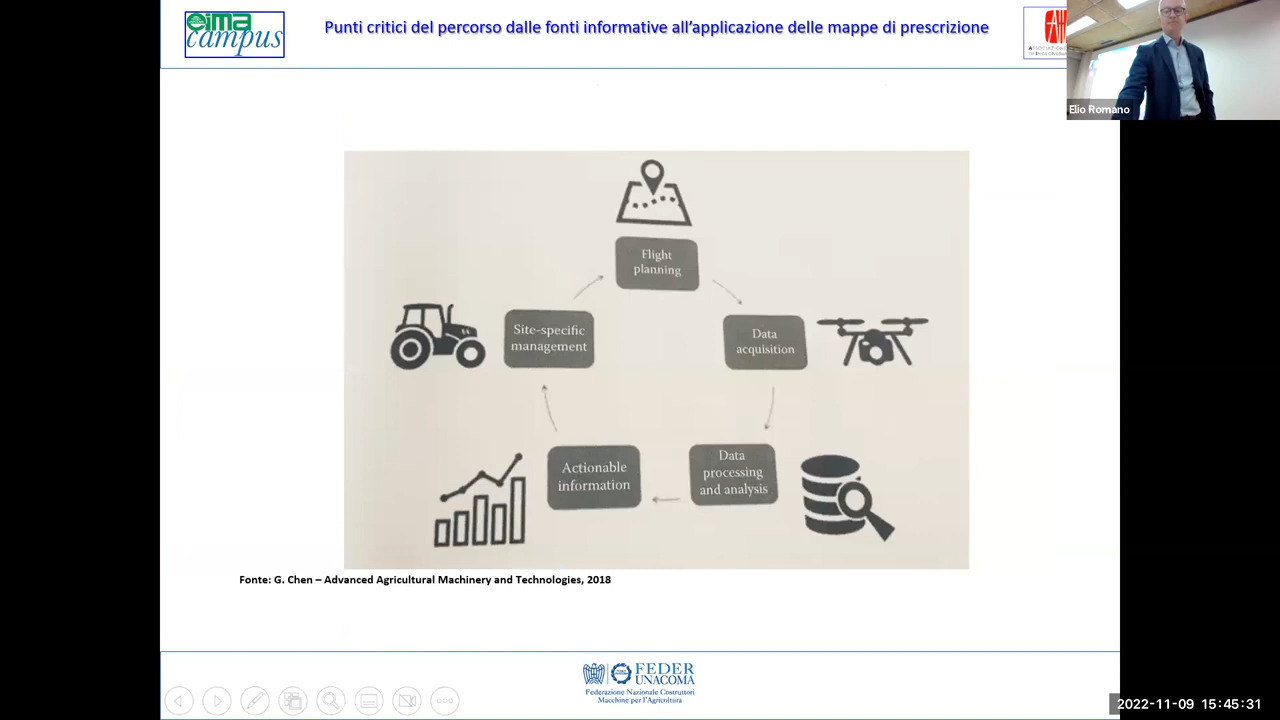 eima
campus
Punti critici del percorso dalle fonti informative all'applicazione delle mappe di prescrizione
Elio Romano
Flight
planning
Site-specific
management
Data
acquisition
Actionable
information
Data
processing
and analysis
Fonte: G. Chen – Advanced Agricultural Machinery and Technologies, 2018
FEDER
UNACOMA
Federazione Nazionale Costruttori
Macchine per l'Agricoltura
2022-11-09 15:45:31